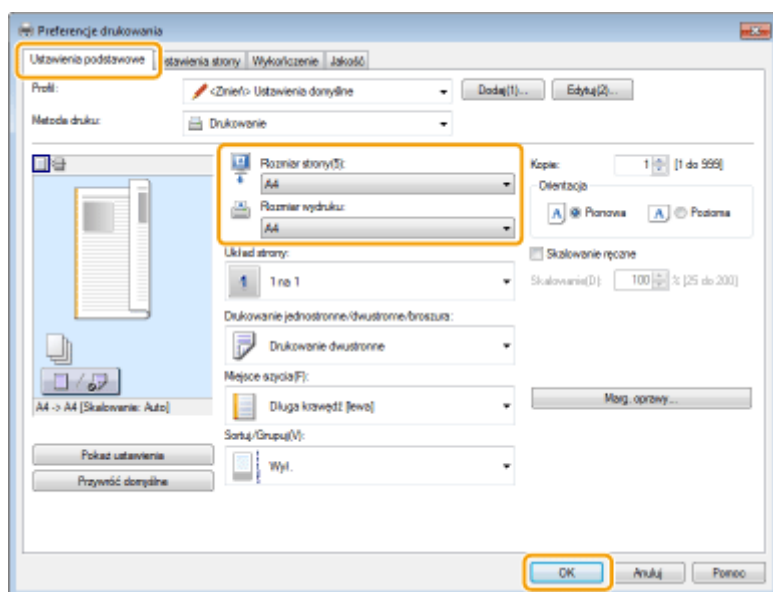 Preferencje drukowania
Ustawienia podstawowe stawienia strony Wykończenie Jakość
Profil: <Zmień> Ustawienia domyślne Dodaj(1)... Edytuj(2)...
Metoda druku: Drukowanie
Rozmiar strony(5): Kopie: 1 [1 do 999]
A4 Orientacja
Rozmiar wydruku: A Pionowa A Pozioma
A4
Układ strony: Skalowanie ręczne
1 1 na 1 Skalowanie(D): 100 % [25 do 200]
Drukowanie jednostronne/dwustronne/broszura:
Drukowanie dwustronne
Miejsce szycia(F): Marg. oprawy...
A4 -> A4 [Skalowanie: Auto] Długa krawędź [lewa]
Sortuj/Grupuj(V):
Pokaż ustawienia Wył.
Przywróć domyślne
OK Anuluj Pomoc